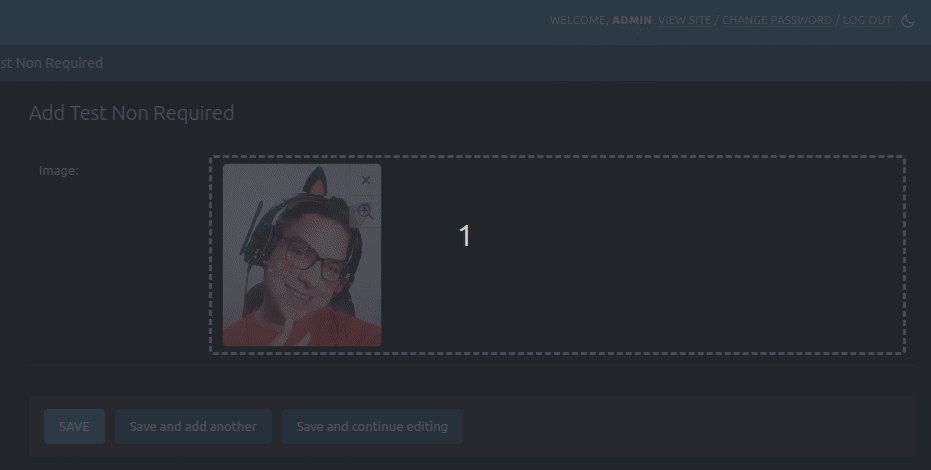 WELCOME, ADMIN. VIEW SITE / CHANGE PASSWORD / LOG OUT
st Non Required
Add Test Non Required
Image:
1
SAVE
Save and add another
Save and continue editing